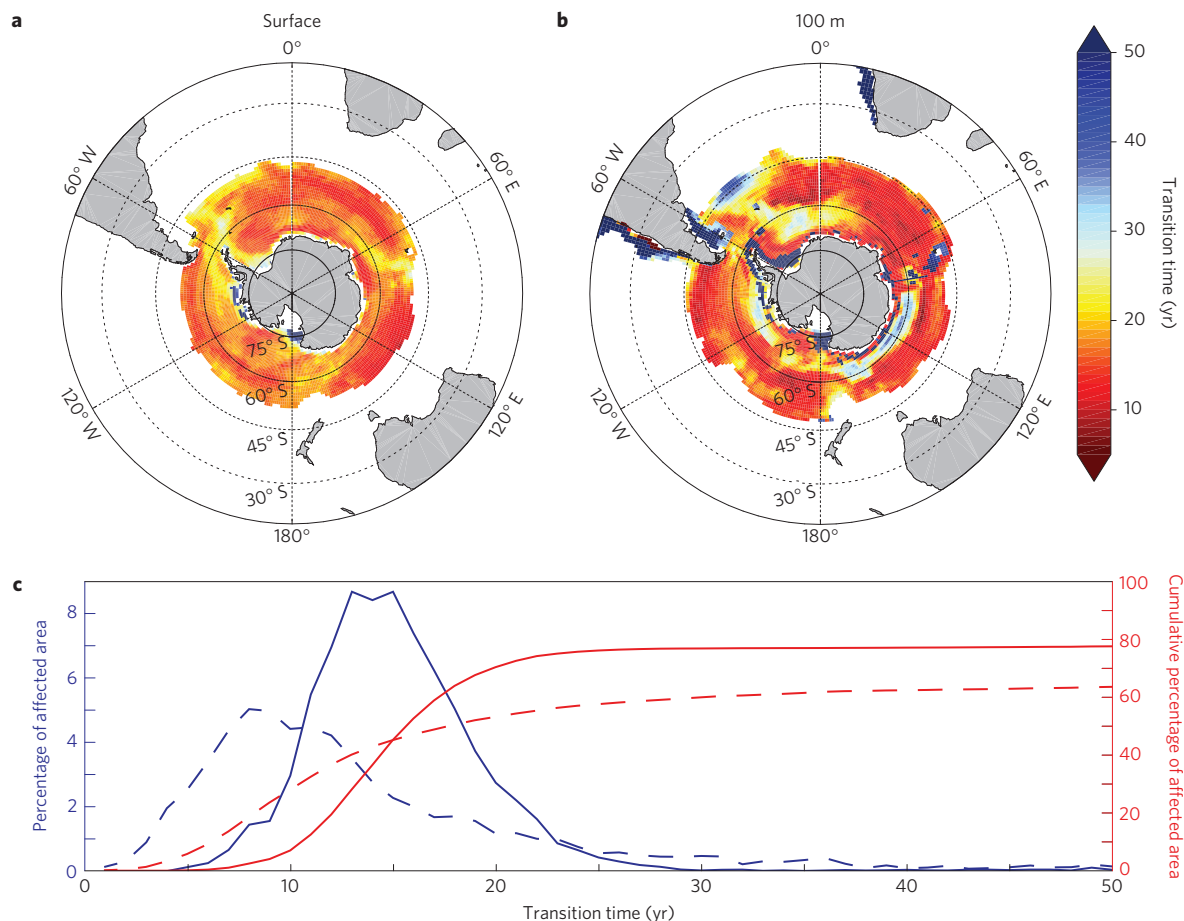 a
Surface
0°
60° W
60° E
120° W
120° E
75° S
60° S
45° S
30° S
180°
b
100 m
0°
60° W
60° E
120° W
120° E
75° S
60° S
45° S
30° S
180°
50
40
30
20
10
Transition time (yr)
c
Percentage of affected area
8
6
4
2
0
Cumulative percentage of affected area
100
80
60
40
20
0
0
10
20
30
40
50
Transition time (yr)